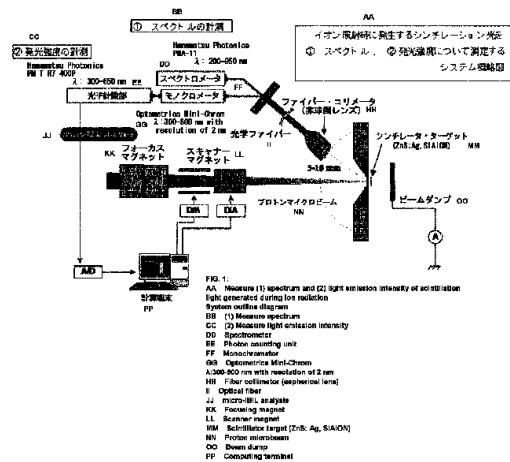 BB
① スペクトルの計測
AA
イオン照射時に発生するシンチレーション発光
① スペクトル、② 発光強度について測定する
システム概略図
CC
② 発光強度の計測
Hamamatsu Photonics
PMT R7400P
λ: 300-650 nm
EE
光子計数部
Hamamatsu Photonics
PMA-11
λ: 200-950 nm
DD
スペクトロメータ
モノクロメータ
FF
Optometrics Mini-Chrom
GG
λ:300-800 nm with
resolution of 2 nm
光学ファイバー
II
ファイバー・コリメータ
(非球面レンズ) HH
シンチレータ・ターゲット
(ZnS:Ag, SiAlON)
MM
JJ
KK
フォーカス
マグネット
スキャナー
マグネット
LL
5-10 mm
プロトンマイクロビーム
NN
ビームダンプ OO
A
D/A
D/A
A/D
計測端末
PP
FIG. 1:
AA Measure (1) spectrum and (2) light emission intensity of scintillation
light generated during ion radiation
System outline diagram
BB (1) Measure spectrum
CC (2) Measure light emission intensity
DD Spectrometer
EE Photon counting unit
FF Monochromator
GG Optometrics Mini-Chrom
λ:300-800 nm with resolution of 2 nm
HH Fiber collimator (aspherical lens)
II Optical fiber
JJ micro-IBIL analysis
KK Focusing magnet
LL Scanner magnet
MM Scintillator target (ZnS: Ag, SiAlON)
NN Proton microbeam
OO Beam dump
PP Computing terminal